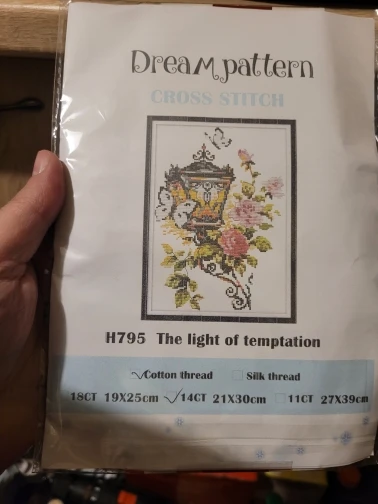 Dream pattern
CROSS STITCH
H795 The light of temptation
Cotton thread Silk thread
18CT 19X25cm 14CT 21X30cm 11CT 27X39cm